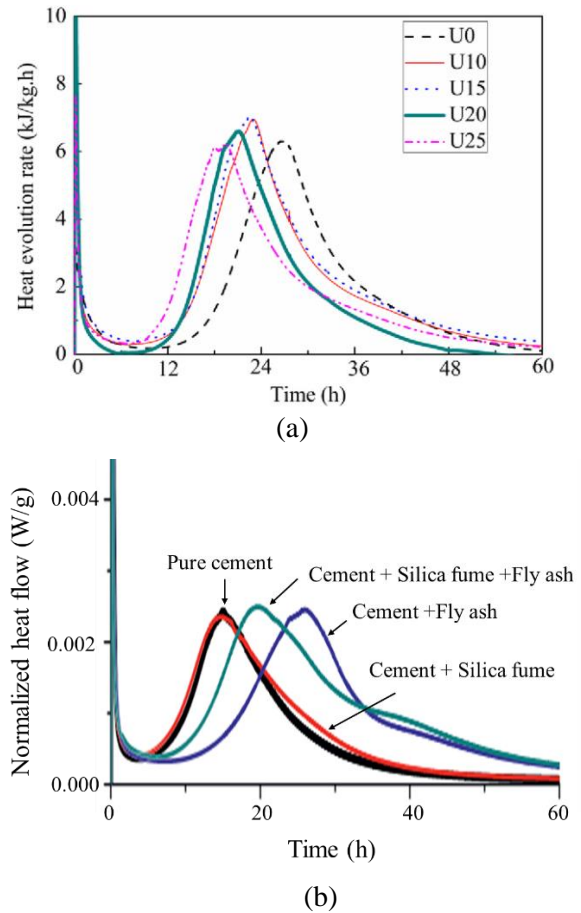 10
8
6
4
2
0
Heat evolution rate (kJ/kg.h)
U0
U10
U15
U20
U25
0 12 24 36 48 60
Time (h)
(a)
0.004
0.002
0.000
Normalized heat flow (W/g)
Pure cement
Cement + Silica fume +Fly ash
Cement +Fly ash
Cement + Silica fume
0 20 40 60
Time (h)
(b)